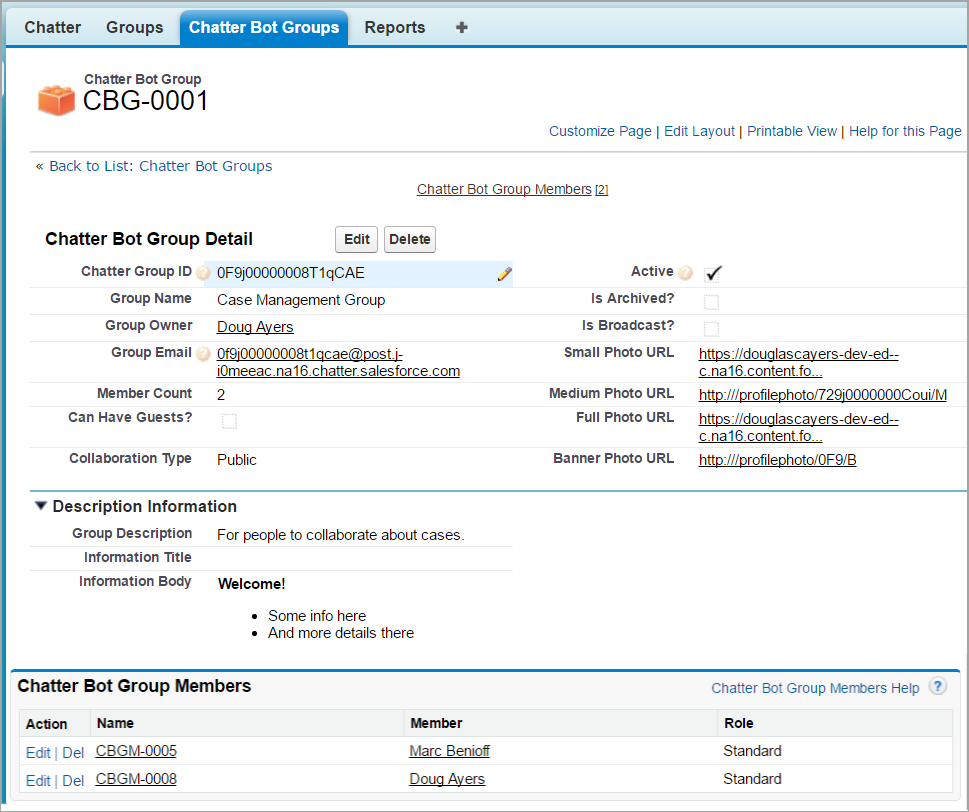 Chatter Groups Chatter Bot Groups Reports +
Chatter Bot Group
CBG-0001
Customize Page | Edit Layout | Printable View | Help for this Page
« Back to List: Chatter Bot Groups
Chatter Bot Group Members [2]
Chatter Bot Group Detail Edit Delete
Chatter Group ID ? 0F9j00000008T1qCAE Active ?
Group Name Case Management Group Is Archived?
Group Owner Doug Ayers Is Broadcast?
Group Email ? 0f9j00000008t1qcae@post.j- Small Photo URL https://douglascayers-dev-ed--
i0meeac.na16.chatter.salesforce.com c.na16.content.fo...
Member Count 2 Medium Photo URL http:///profilephoto/729j0000000Coui/M
Can Have Guests? Full Photo URL https://douglascayers-dev-ed--
c.na16.content.fo...
Collaboration Type Public Banner Photo URL http:///profilephoto/0F9/B
Description Information
Group Description For people to collaborate about cases.
Information Title
Information Body Welcome!
• Some info here
• And more details there
Chatter Bot Group Members Chatter Bot Group Members Help ?
Action Name Member Role
Edit | Del CBGM-0005 Marc Benioff Standard
Edit | Del CBGM-0008 Doug Ayers Standard